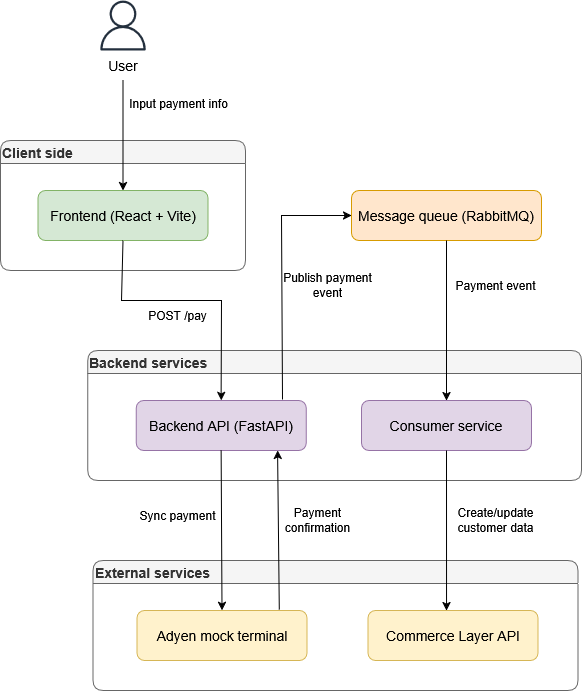 User
Input payment info
Client side
Frontend (React + Vite)
Message queue (RabbitMQ)
Publish payment
event
Payment event
POST /pay
Backend services
Backend API (FastAPI)
Consumer service
Sync payment
Payment
confirmation
Create/update
customer data
External services
Adyen mock terminal
Commerce Layer API